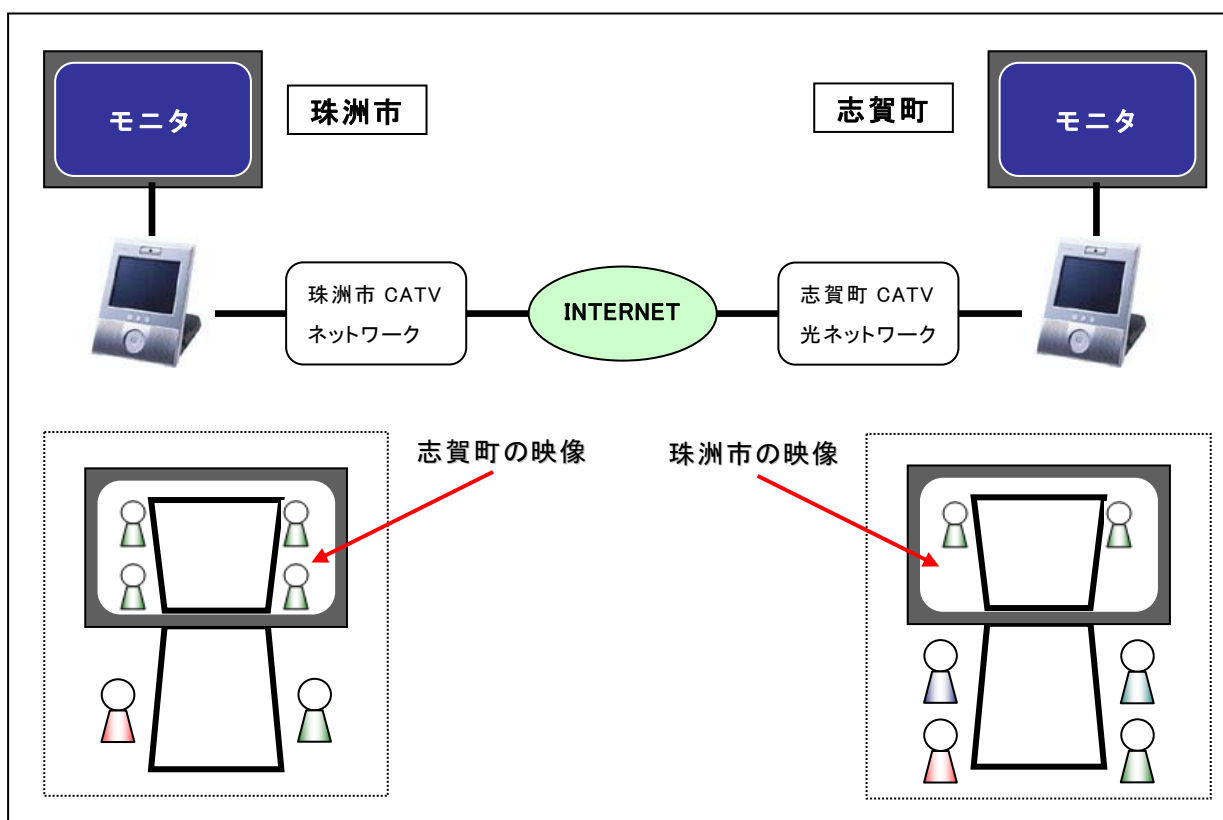 モニタ
珠洲市
志賀町
モニタ
珠洲市 CATV
ネットワーク
INTERNET
志賀町 CATV
光ネットワーク
志賀町の映像
珠洲市の映像